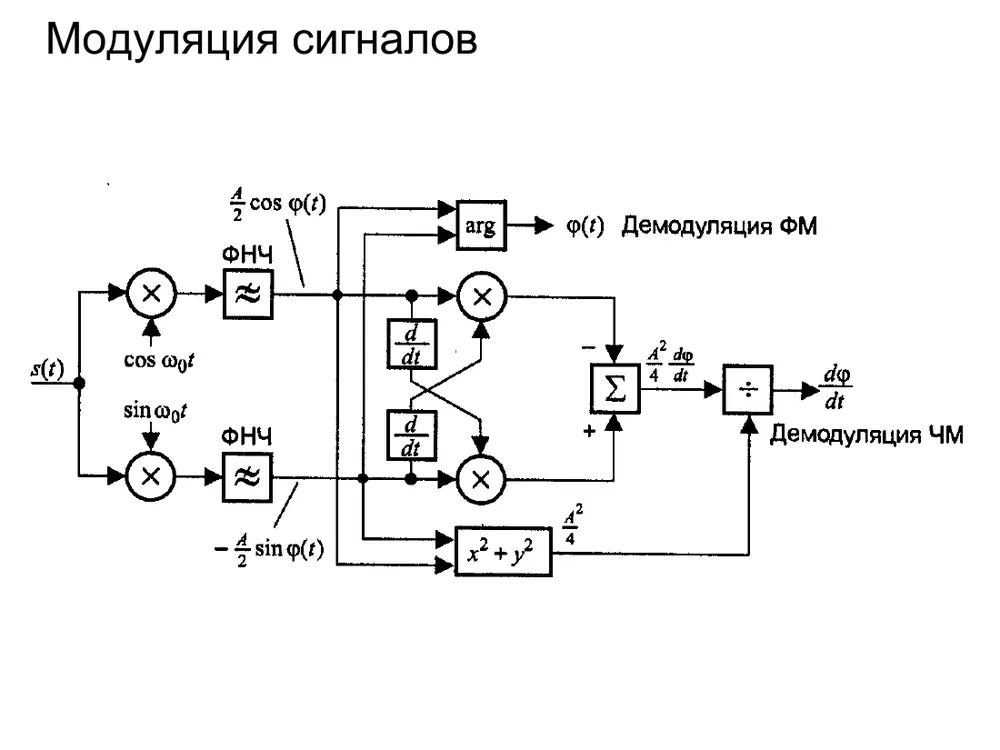 Модуляция сигналов
A/2 cos φ(t)
arg
φ(t) Демодуляция ФМ
ФНЧ
×
≈
×
cos ω₀t
d/dt
s(t)
−
Σ
A²/4 dφ/dt
÷
dφ/dt
sin ω₀t
d/dt
+
Демодуляция ЧМ
ФНЧ
×
≈
×
− A/2 sin φ(t)
x² + y²
A²/4